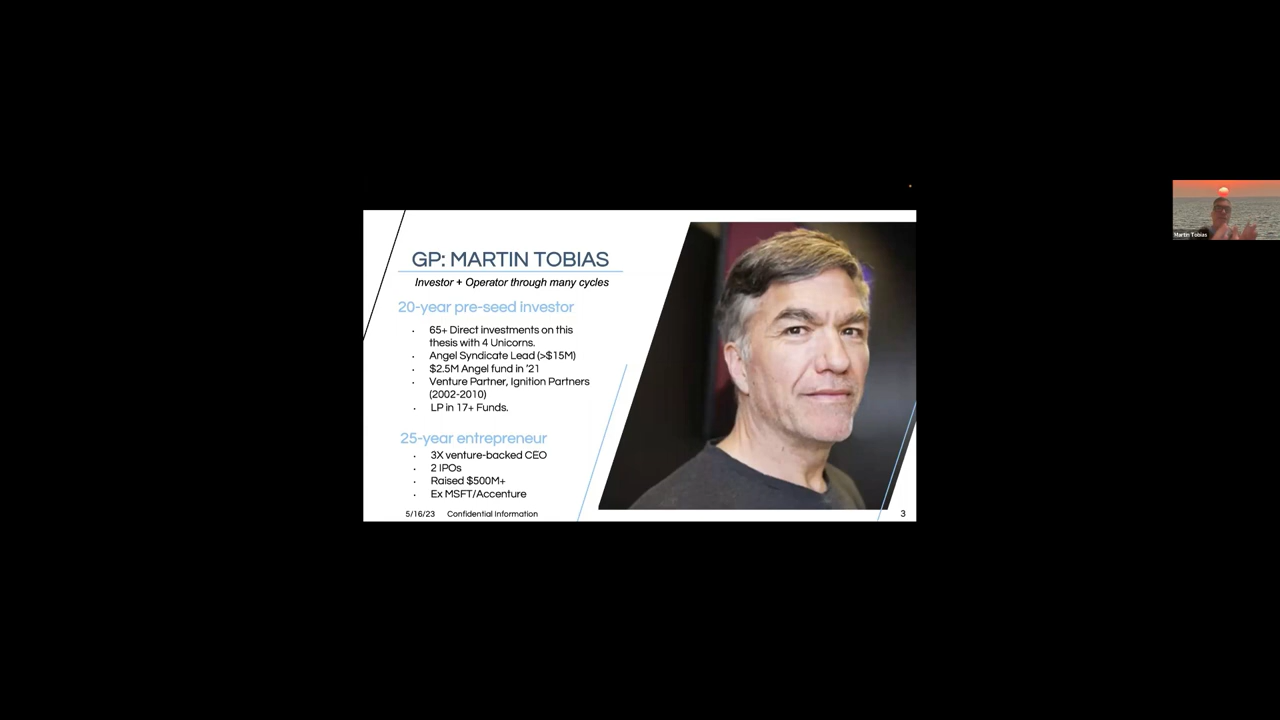 GP: MARTIN TOBIAS
Investor + Operator through many cycles
20-year pre-seed investor
· 65+ Direct investments on this
thesis with 4 Unicorns.
· Angel Syndicate Lead (>$15M)
· $2.5M Angel fund in '21
· Venture Partner, Ignition Partners
(2002-2010)
· LP in 17+ Funds.
25-year entrepreneur
· 3X venture-backed CEO
· 2 IPOs
· Raised $500M+
· Ex MSFT/Accenture
5/16/23 Confidential Information 3
Martin Tobias